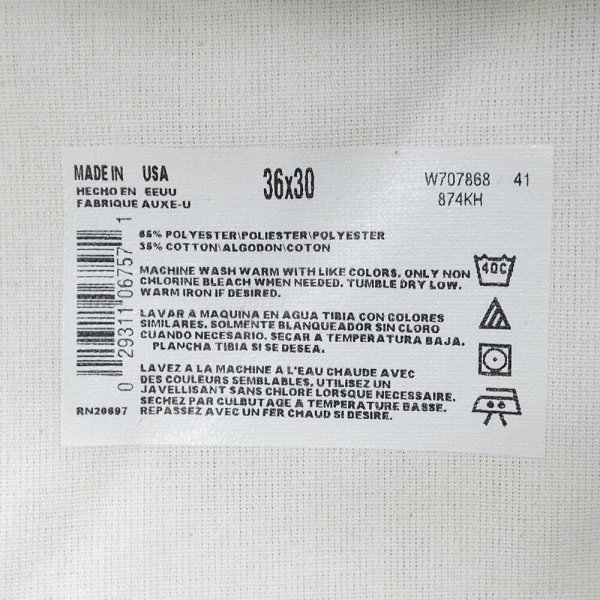 MADE IN USA
HECHO EN EEUU
FABRIQUE AUXE-U
36x30
W707868 41
874KH
65% POLYESTER\POLIESTER\POLYESTER
35% COTTON\ALGODON\COTON
MACHINE WASH WARM WITH LIKE COLORS. ONLY NON
CHLORINE BLEACH WHEN NEEDED. TUMBLE DRY LOW.
WARM IRON IF DESIRED.
LAVAR A MAQUINA EN AGUA TIBIA CON COLORES
SIMILARES. SOLMENTE BLANQUEADOR SIN CLORO
CUANDO NECESARIO. SECAR A TEMPERATURA BAJA.
PLANCHA TIBIA SI SE DESEA.
LAVEZ A LA MACHINE A L'EAU CHAUDE AVEC
DES COULEURS SEMBLABLES, UTILISEZ UN
JAVELLISANT SANS CHLORE LORSQUE NECESSAIRE.
SECHEZ PAR CULBUTAGE A TEMPERATURE BASSE.
REPASSEZ AVEC UN FER CHAUD SI DESIRE.
40C
0 29311 06757 1
RN20697